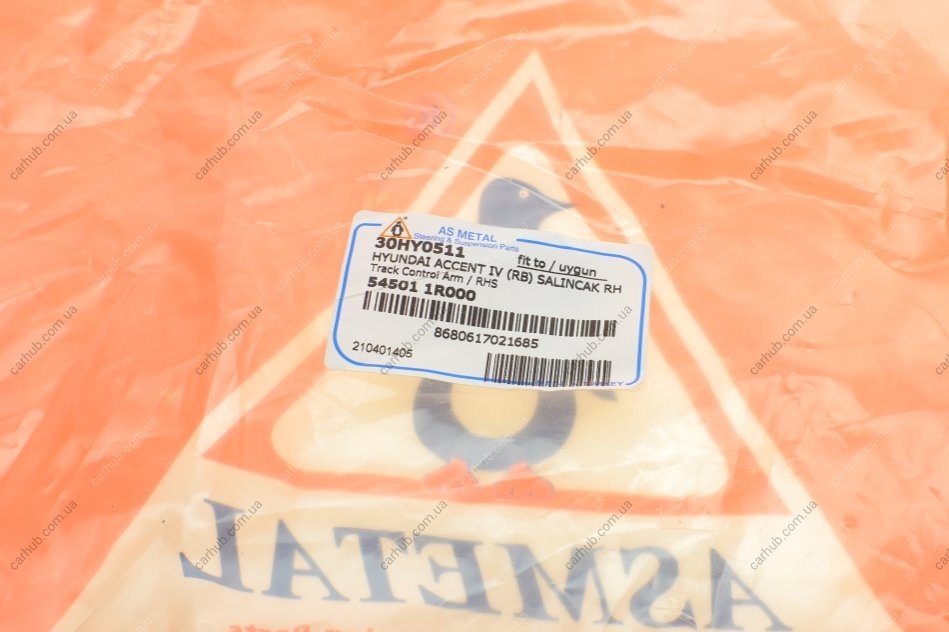 AS METAL
Steering & Suspension Parts
30HY0511
fit to / uygun
HYUNDAI ACCENT IV (RB) SALINCAK RH
Track Control Arm / RHS
54501 1R000
8680617021685
210401405
ASMETAL
carhub.com.ua